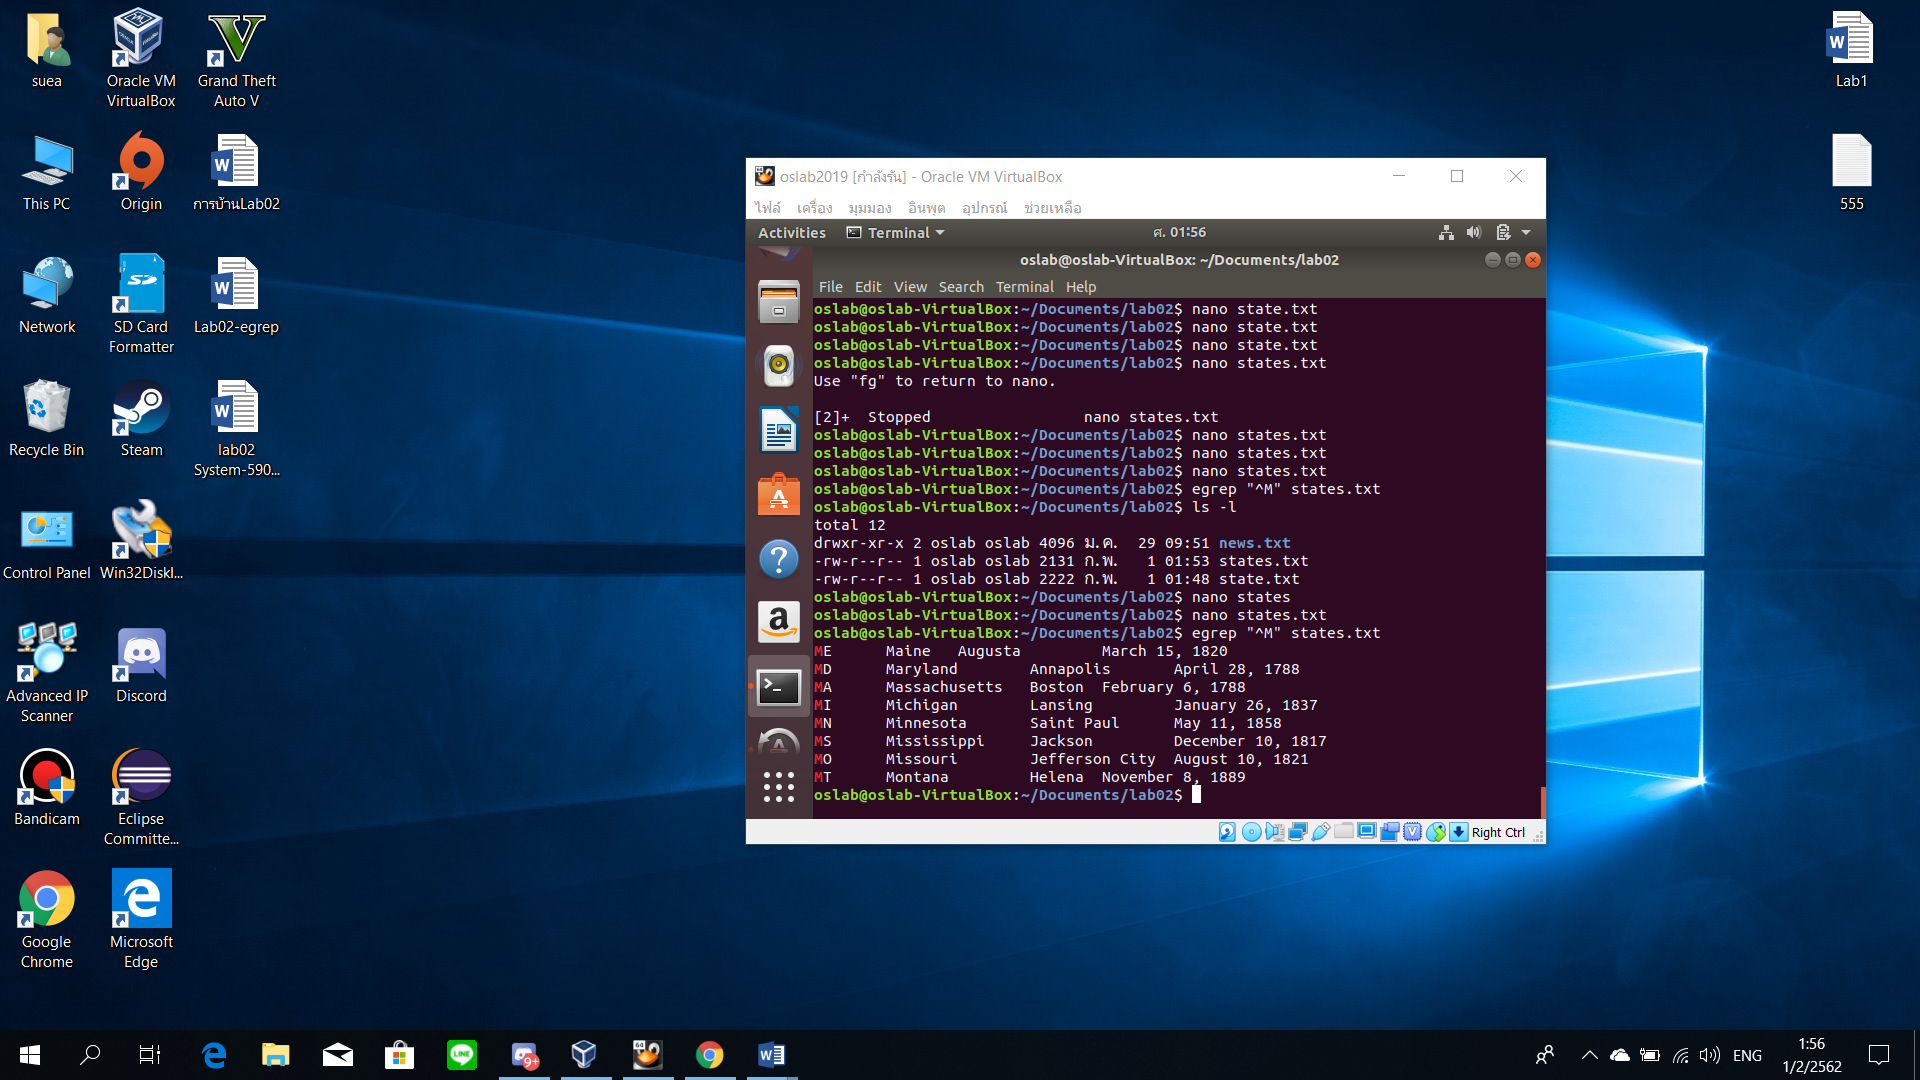 suea
Oracle VM
VirtualBox
Grand Theft
Auto V
This PC
Origin
การบ้านLab02
Network
SD Card
Formatter
Lab02-egrep
Recycle Bin
Steam
lab02
System-590...
Control Panel
Win32DiskI...
Advanced IP
Scanner
Discord
Bandicam
Eclipse
Committe...
Google
Chrome
Microsoft
Edge
Lab1
555
oslab2019 [กำลังรัน] - Oracle VM VirtualBox
ไฟล์ เครื่อง มุมมอง อินพุต อุปกรณ์ ช่วยเหลือ
Activities Terminal ศ. 01:56
oslab@oslab-VirtualBox: ~/Documents/lab02
File Edit View Search Terminal Help
oslab@oslab-VirtualBox:~/Documents/lab02$ nano state.txt
oslab@oslab-VirtualBox:~/Documents/lab02$ nano state.txt
oslab@oslab-VirtualBox:~/Documents/lab02$ nano state.txt
oslab@oslab-VirtualBox:~/Documents/lab02$ nano states.txt
Use "fg" to return to nano.
[2]+ Stopped nano states.txt
oslab@oslab-VirtualBox:~/Documents/lab02$ nano states.txt
oslab@oslab-VirtualBox:~/Documents/lab02$ nano states.txt
oslab@oslab-VirtualBox:~/Documents/lab02$ nano states.txt
oslab@oslab-VirtualBox:~/Documents/lab02$ egrep "^M" states.txt
oslab@oslab-VirtualBox:~/Documents/lab02$ ls -l
total 12
drwxr-xr-x 2 oslab oslab 4096 ม.ค. 29 09:51 news.txt
-rw-r--r-- 1 oslab oslab 2131 ก.พ. 1 01:53 states.txt
-rw-r--r-- 1 oslab oslab 2222 ก.พ. 1 01:48 state.txt
oslab@oslab-VirtualBox:~/Documents/lab02$ nano states
oslab@oslab-VirtualBox:~/Documents/lab02$ nano states.txt
oslab@oslab-VirtualBox:~/Documents/lab02$ egrep "^M" states.txt
ME Maine Augusta March 15, 1820
MD Maryland Annapolis April 28, 1788
MA Massachusetts Boston February 6, 1788
MI Michigan Lansing January 26, 1837
MN Minnesota Saint Paul May 11, 1858
MS Mississippi Jackson December 10, 1817
MO Missouri Jefferson City August 10, 1821
MT Montana Helena November 8, 1889
oslab@oslab-VirtualBox:~/Documents/lab02$
Right Ctrl
LINE
9+
64
ENG
1:56
1/2/2562